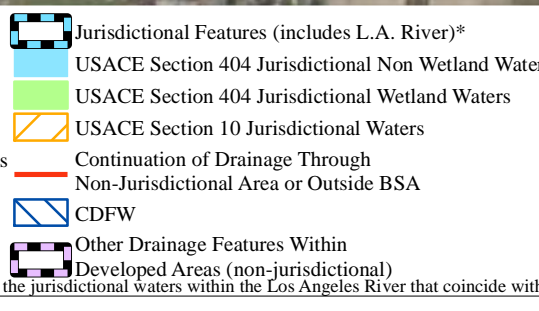 Jurisdictional Features (includes L.A. River)*
USACE Section 404 Jurisdictional Non Wetland
USACE Section 404 Jurisdictional Wetland Waters
USACE Section 10 Jurisdictional Waters
Continuation of Drainage Through
Non-Jurisdictional Area or Outside BSA
CDFW
Other Drainage Features Within
Developed Areas (non-jurisdictional)
the jurisdictional waters within the Los Angeles River that coincide with